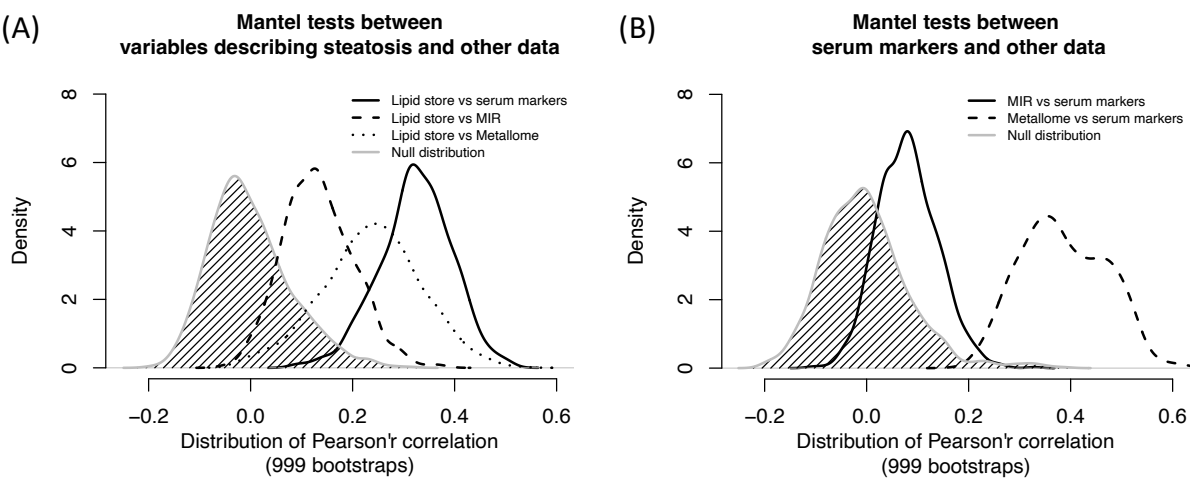 (A)
Mantel tests between
variables describing steatosis and other data
8
6
4
2
0
Density
Lipid store vs serum markers
Lipid store vs MIR
Lipid store vs Metallome
Null distribution
−0.2 0.0 0.2 0.4 0.6
Distribution of Pearson'r correlation
(999 bootstraps)
(B)
Mantel tests between
serum markers and other data
8
6
4
2
0
Density
MIR vs serum markers
Metallome vs serum markers
Null distribution
−0.2 0.0 0.2 0.4 0.6
Distribution of Pearson'r correlation
(999 bootstraps)